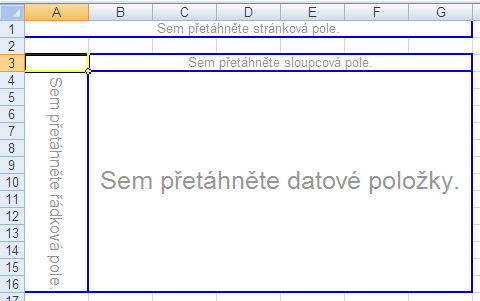 A B C D E F G
1 Sem přetáhněte stránková pole.
2
3 Sem přetáhněte sloupcová pole.
4
5
6
7
8
9
10 Sem přetáhněte datové položky.
11
12
13
14
15
16
17
Sem přetáhněte řádková pole.